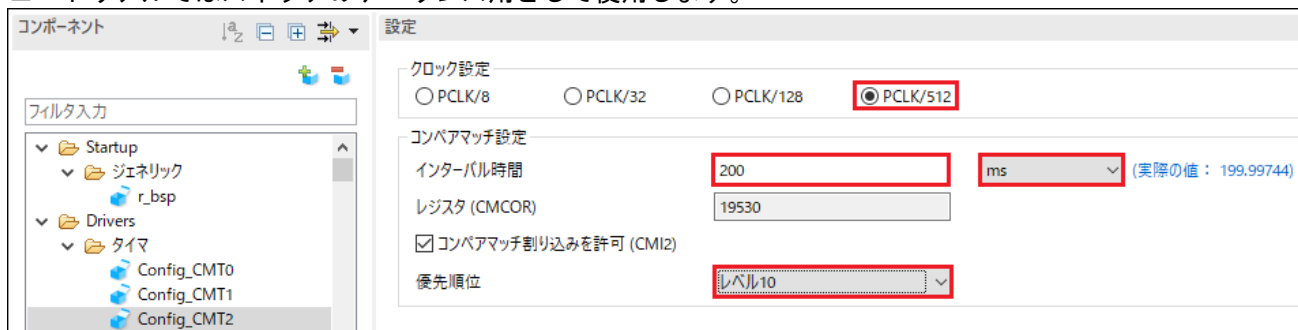 コンポーネント
設定
クロック設定
PCLK/8
PCLK/32
PCLK/128
PCLK/512
フィルタ入力
コンペアマッチ設定
Startup
インターバル時間
200
ms
(実際の値： 199.99744)
ジェネリック
r_bsp
レジスタ (CMCOR)
19530
Drivers
コンペアマッチ割り込みを許可 (CMI2)
タイマ
Config_CMT0
優先順位
レベル10
Config_CMT1
Config_CMT2